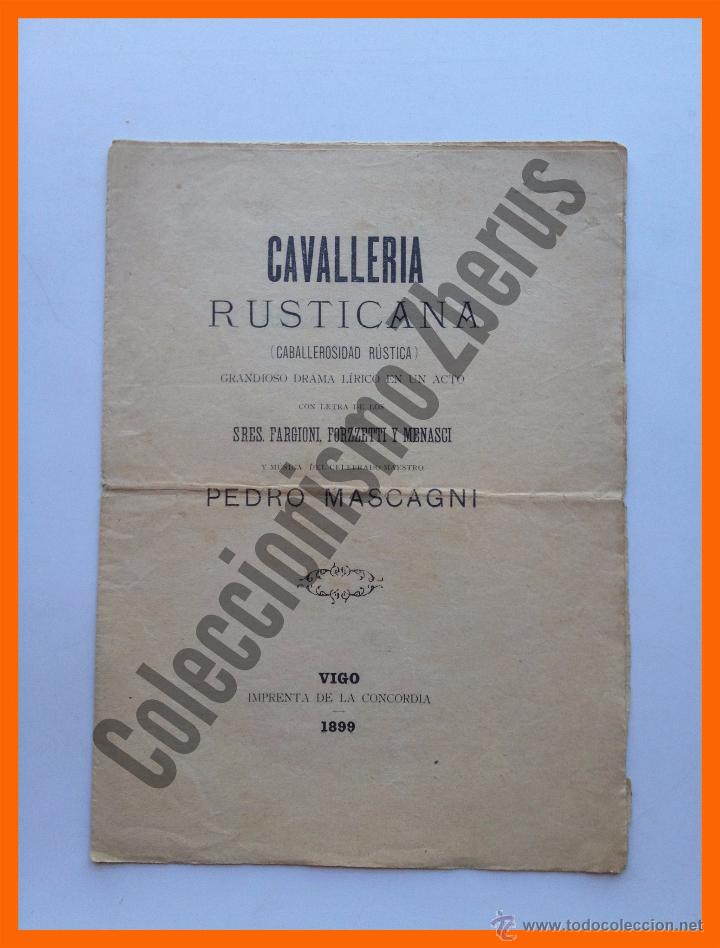 CAVALLERIA
RUSTICANA
(CABALLEROSIDAD RÚSTICA)
GRANDIOSO DRAMA LÍRICO EN UN ACTO
CON LETRA DE LOS
SRES. FARGIONI, FORZZETTI Y MENASCI
Y MÚSICA DEL CELEBRADO MAESTRO
PEDRO MASCAGNI
VIGO
IMPRENTA DE LA CONCORDIA
1899
Coleccionismo Zberus
www.todocoleccion.net